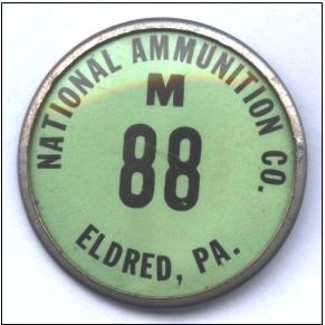 NATIONAL AMMUNITION CO.
M
88
ELDRED, PA.